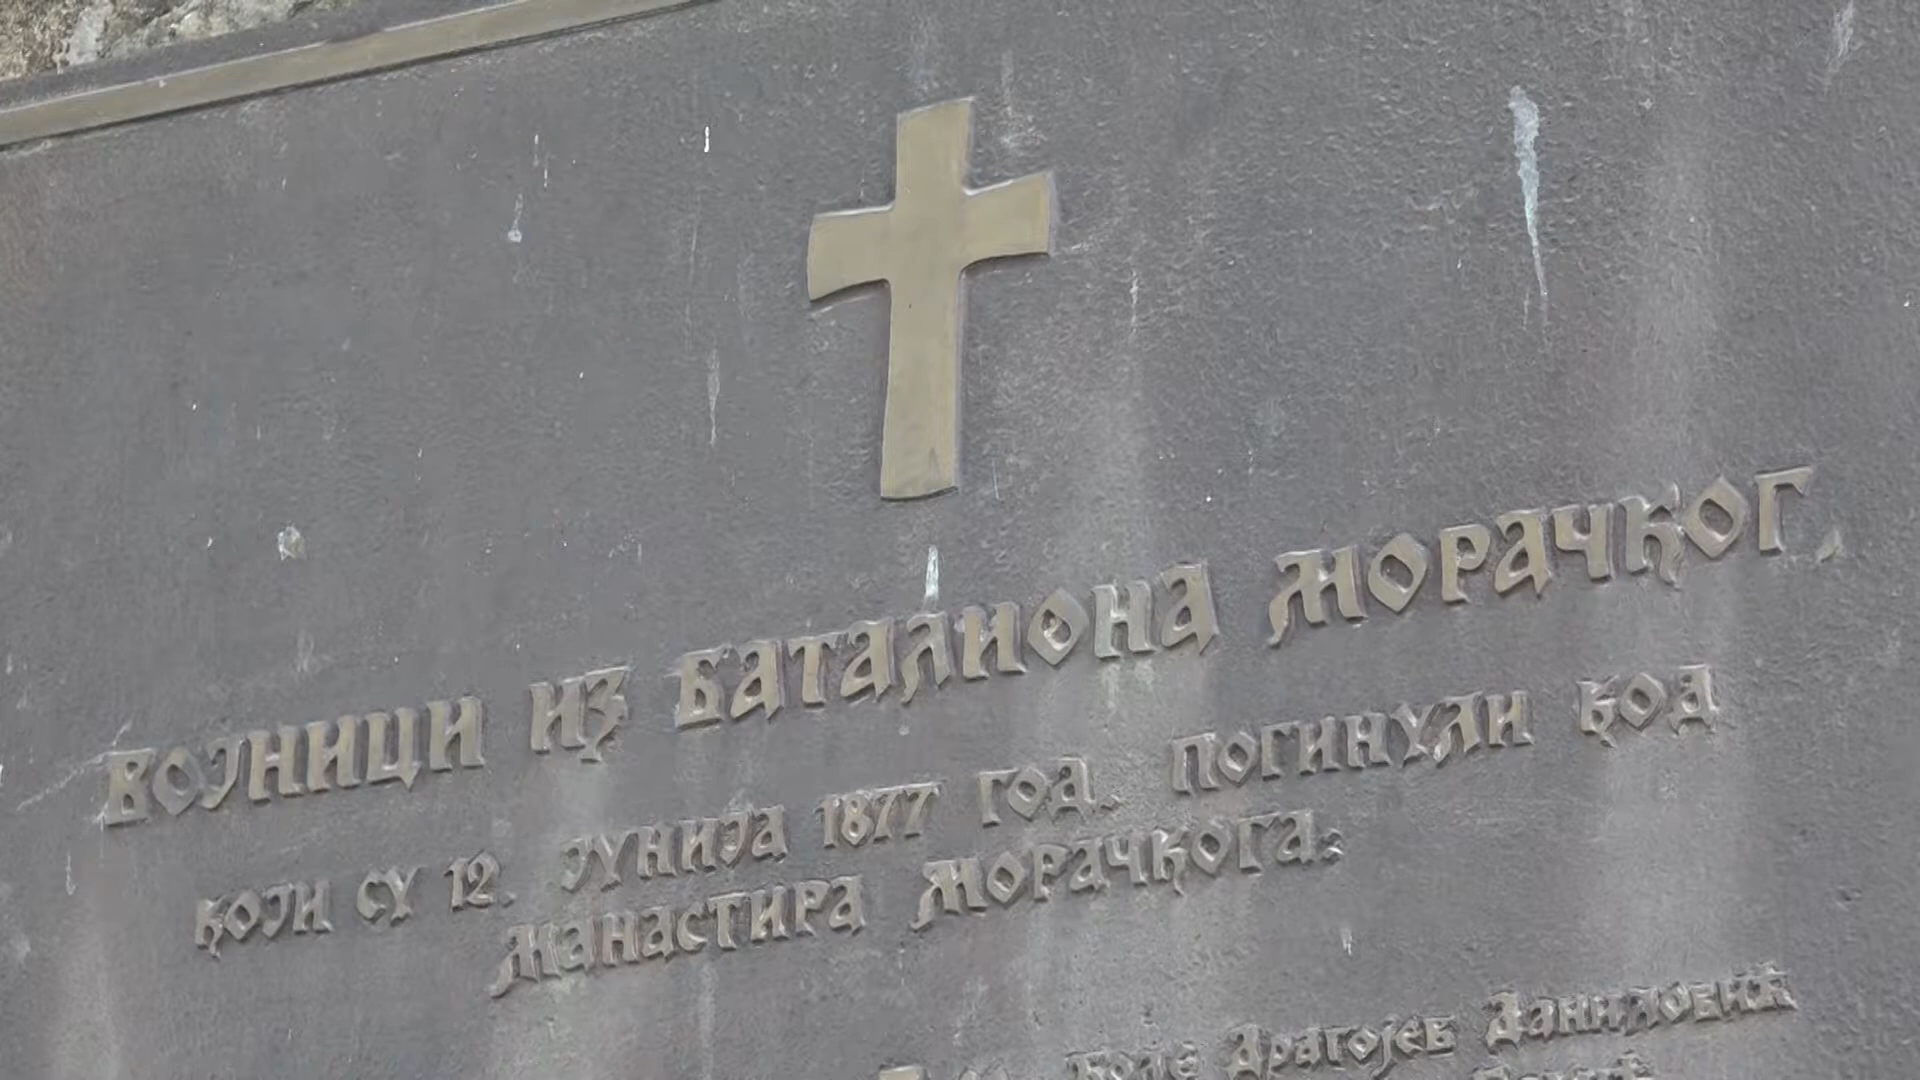 ВОЈНИЦИ ИЗ БАТАЛИОНА МОРАЧКОГ,
КОЈИ СУ 12. ЈУНИЈА 1877 ГОД. ПОГИНУЛИ КОД
МАНАСТИРА МОРАЧКОГА:
Драгојев Даниловић